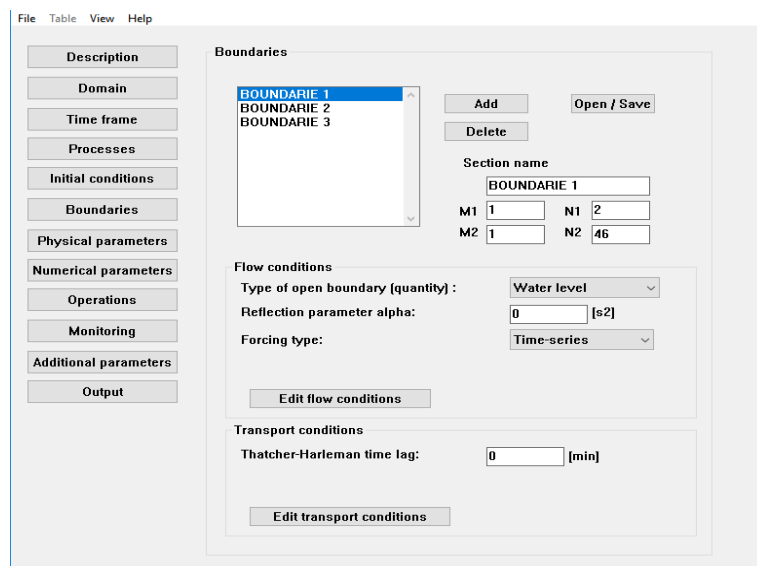 File Table View Help
Description
Domain
Time frame
Processes
Initial conditions
Boundaries
Physical parameters
Numerical parameters
Operations
Monitoring
Additional parameters
Output
Boundaries
BOUNDARIE 1
BOUNDARIE 2
BOUNDARIE 3
Add Open / Save
Delete
Section name
BOUNDARIE 1
M1 1 N1 2
M2 1 N2 46
Flow conditions
Type of open boundary (quantity) : Water level
Reflection parameter alpha: 0 [s2]
Forcing type: Time-series
Edit flow conditions
Transport conditions
Thatcher-Harleman time lag: 0 [min]
Edit transport conditions